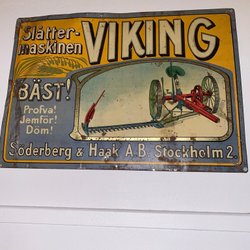 Slåtter-
maskinen
VIKING
BÄST!
Profva!
Jemför!
Döm!
Söderberg & Haak A.B. Stockholm 2.